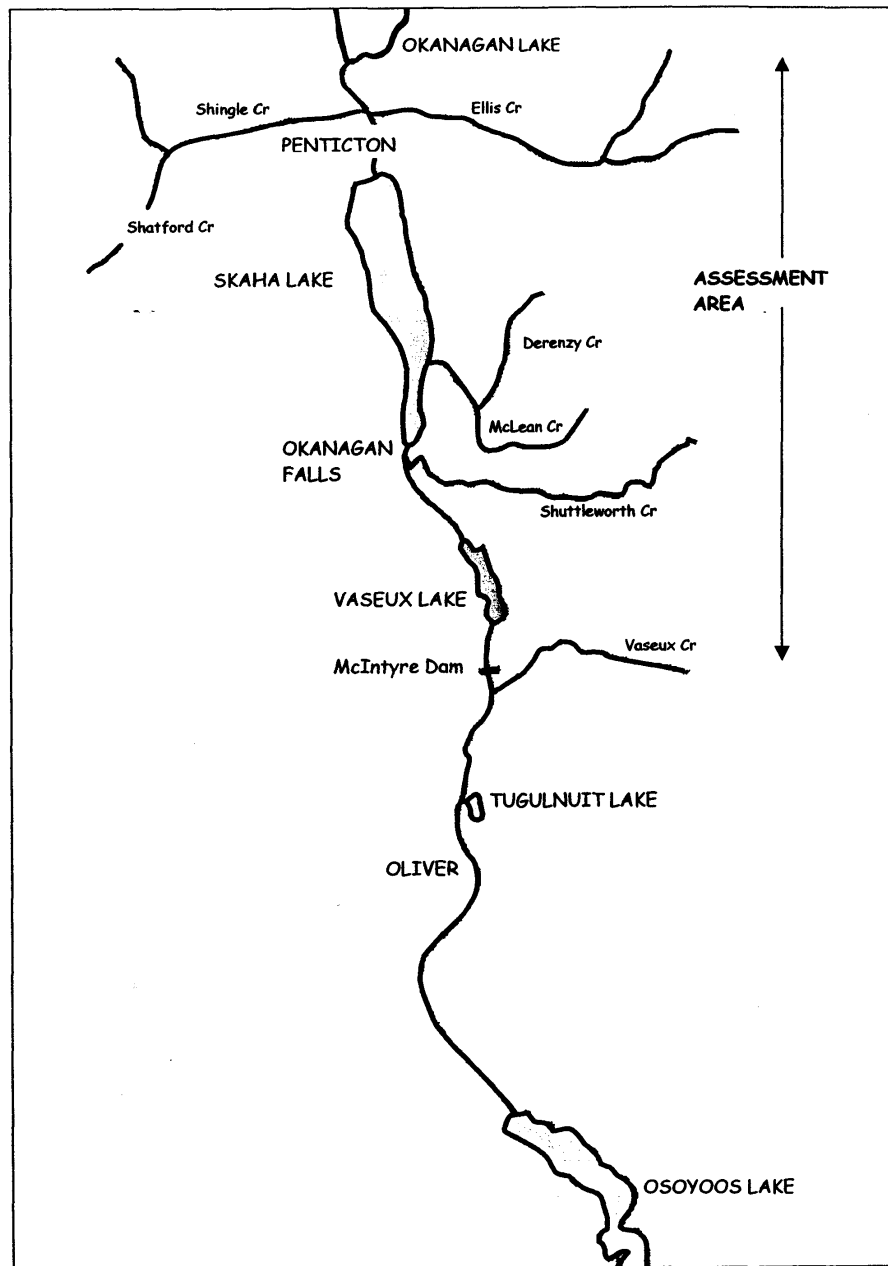 OKANAGAN LAKE
Shingle Cr
Ellis Cr
PENTICTON
Shatford Cr
SKAHA LAKE
ASSESSMENT
AREA
Derenzy Cr
McLean Cr
OKANAGAN
FALLS
Shuttleworth Cr
VASEUX LAKE
Vaseux Cr
McIntyre Dam
TUGULNUIT LAKE
OLIVER
OSOYOOS LAKE